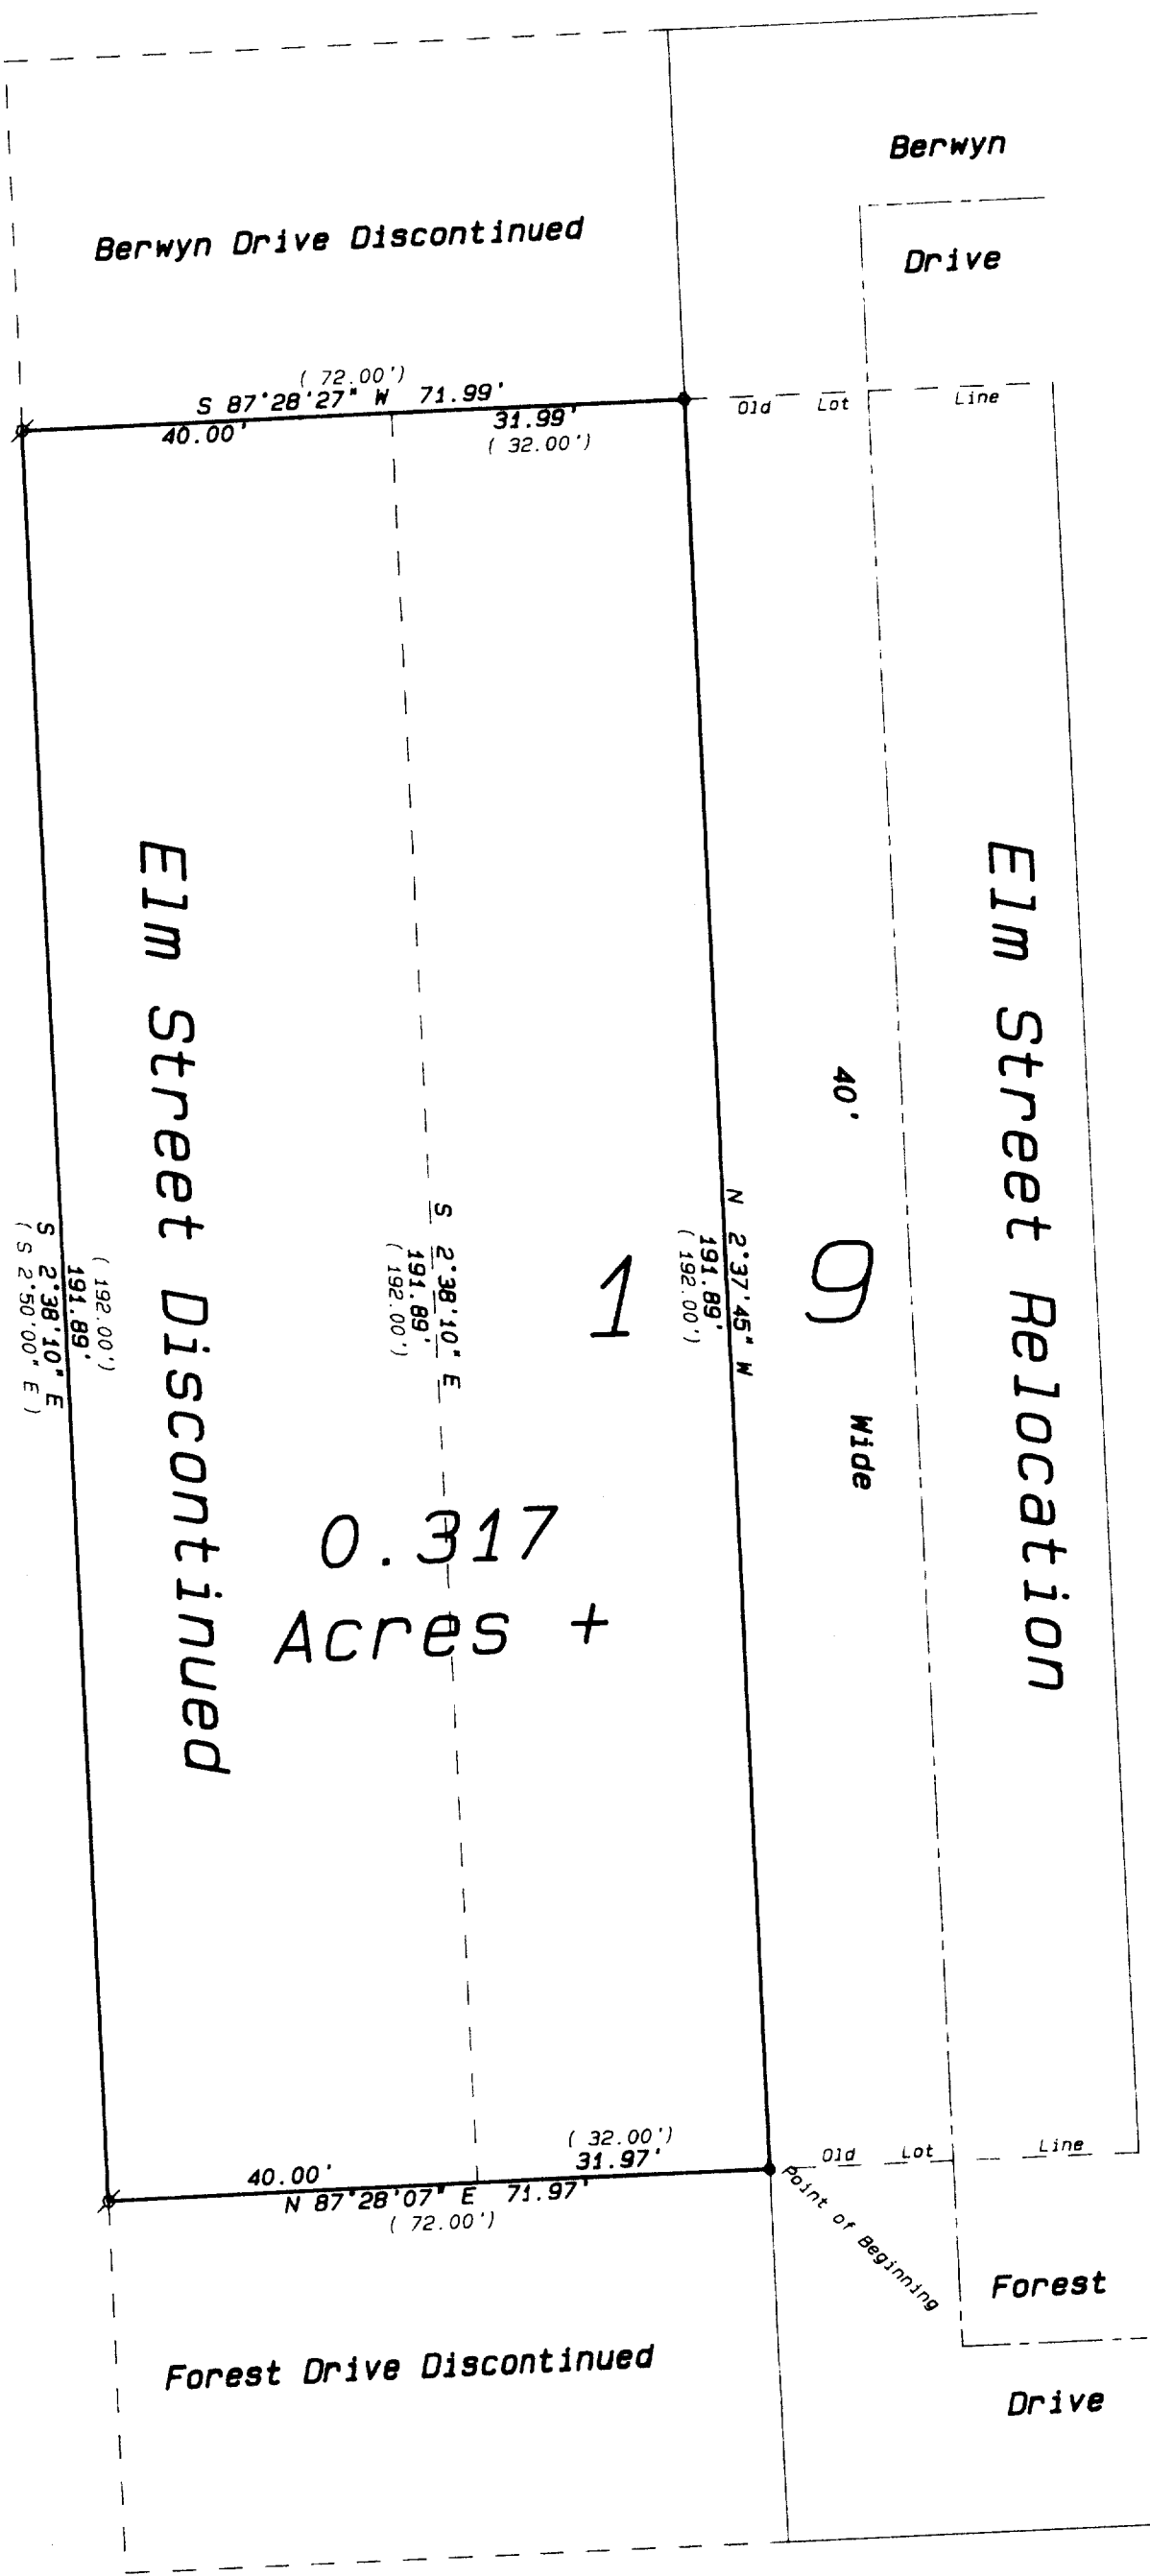 Berwyn
Drive
Berwyn Drive Discontinued
( 72.00')
S 87°28'27" W 71.99'
40.00'
31.99'
( 32.00')
Old Lot Line
Elm Street Discontinued
Elm Street Relocation
40' Wide
9
1
N 2°37'45" W
191.89'
( 192.00')
S 2°38'10" E
191.89'
( 192.00')
( 192.00')
191.89'
S 2°38'10" E
( S 2°50'00" E )
0.317
Acres +
( 32.00')
31.97'
40.00'
N 87°28'07" E 71.97'
( 72.00')
Old Lot Line
Point of Beginning
Forest
Drive
Forest Drive Discontinued